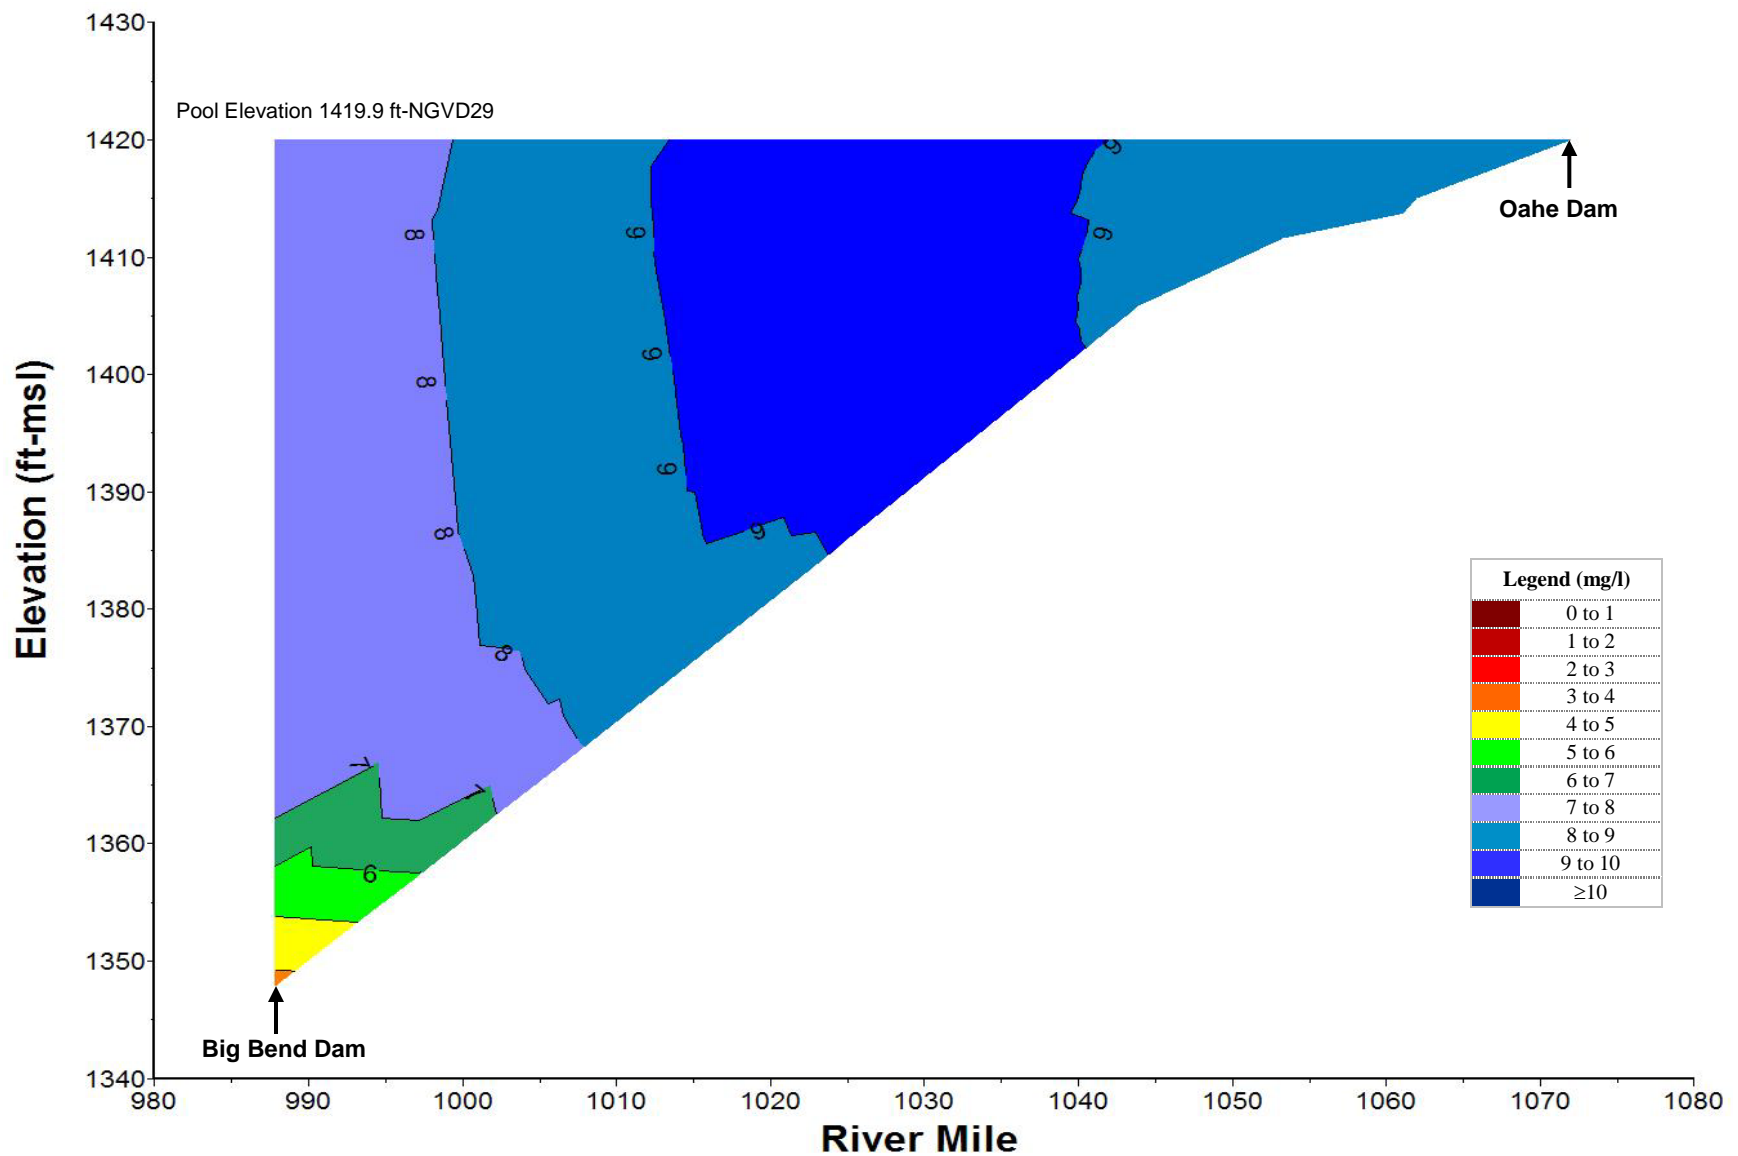 1430
Pool Elevation 1419.9 ft-NGVD29
1420
9
Oahe Dam
8
9
9
1410
9
1400
8
9
1390
8
9
1380
8
1370
7
7
1360
6
1350
Big Bend Dam
1340
Elevation (ft-msl)
Legend (mg/l)
0 to 1
1 to 2
2 to 3
3 to 4
4 to 5
5 to 6
6 to 7
7 to 8
8 to 9
9 to 10
≥10
980 990 1000 1010 1020 1030 1040 1050 1060 1070 1080
River Mile